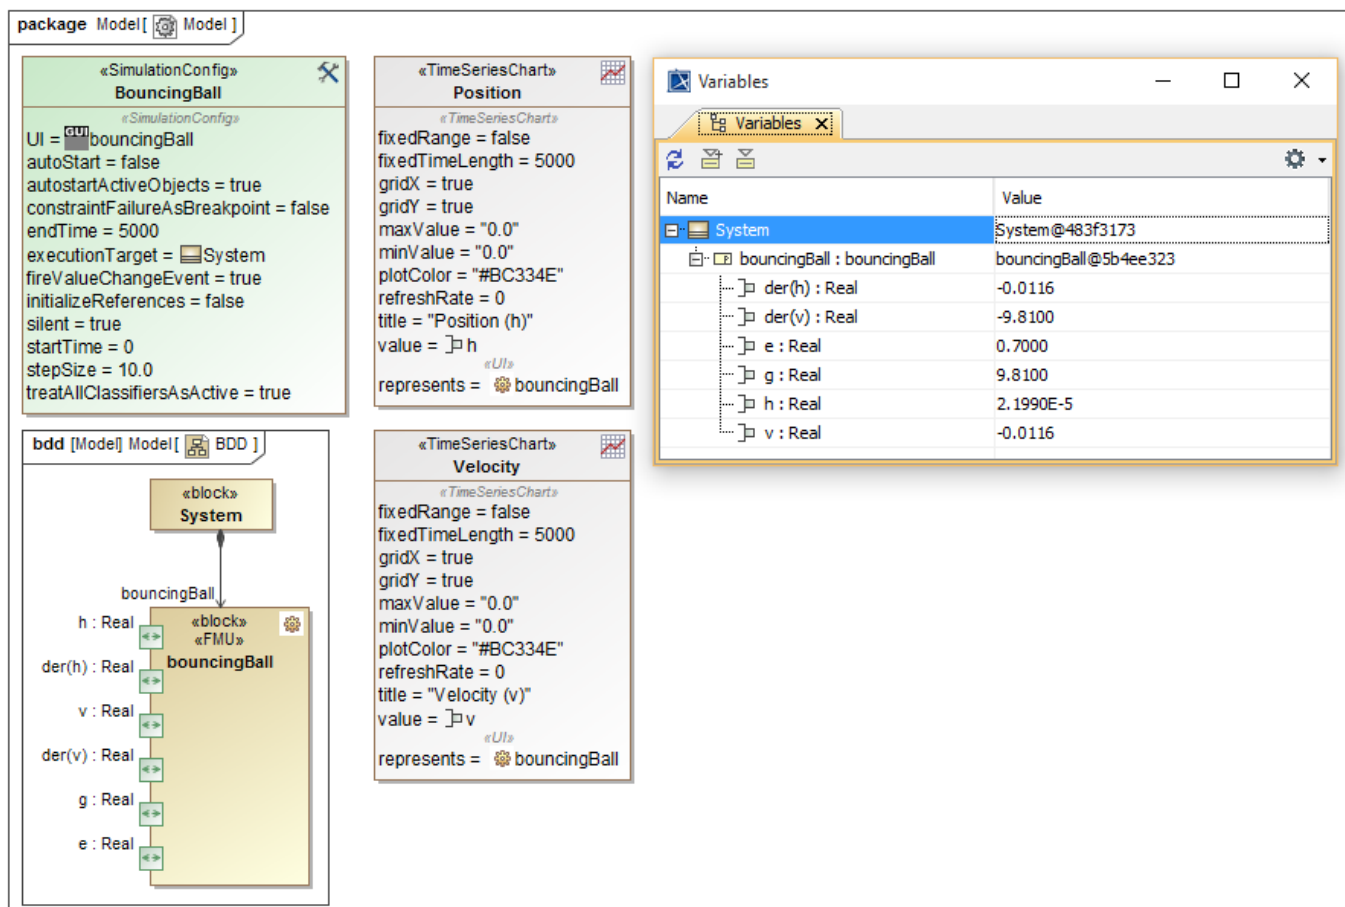 package Model[ Model ]
«SimulationConfig»
BouncingBall
«SimulationConfig»
UI = GUI bouncingBall
autoStart = false
autostartActiveObjects = true
constraintFailureAsBreakpoint = false
endTime = 5000
executionTarget = System
fireValueChangeEvent = true
initializeReferences = false
silent = true
startTime = 0
stepSize = 10.0
treatAllClassifiersAsActive = true
«TimeSeriesChart»
Position
«TimeSeriesChart»
fixedRange = false
fixedTimeLength = 5000
gridX = true
gridY = true
maxValue = "0.0"
minValue = "0.0"
plotColor = "#BC334E"
refreshRate = 0
title = "Position (h)"
value = h
«UI»
represents = bouncingBall
Variables
Variables X
Name Value
System System@483f3173
bouncingBall : bouncingBall bouncingBall@5b4ee323
der(h) : Real -0.0116
der(v) : Real -9.8100
e : Real 0.7000
g : Real 9.8100
h : Real 2.1990E-5
v : Real -0.0116
bdd [Model] Model[ BDD ]
«block»
System
bouncingBall
«block»
«FMU»
bouncingBall
h : Real
der(h) : Real
v : Real
der(v) : Real
g : Real
e : Real
«TimeSeriesChart»
Velocity
«TimeSeriesChart»
fixedRange = false
fixedTimeLength = 5000
gridX = true
gridY = true
maxValue = "0.0"
minValue = "0.0"
plotColor = "#BC334E"
refreshRate = 0
title = "Velocity (v)"
value = v
«UI»
represents = bouncingBall